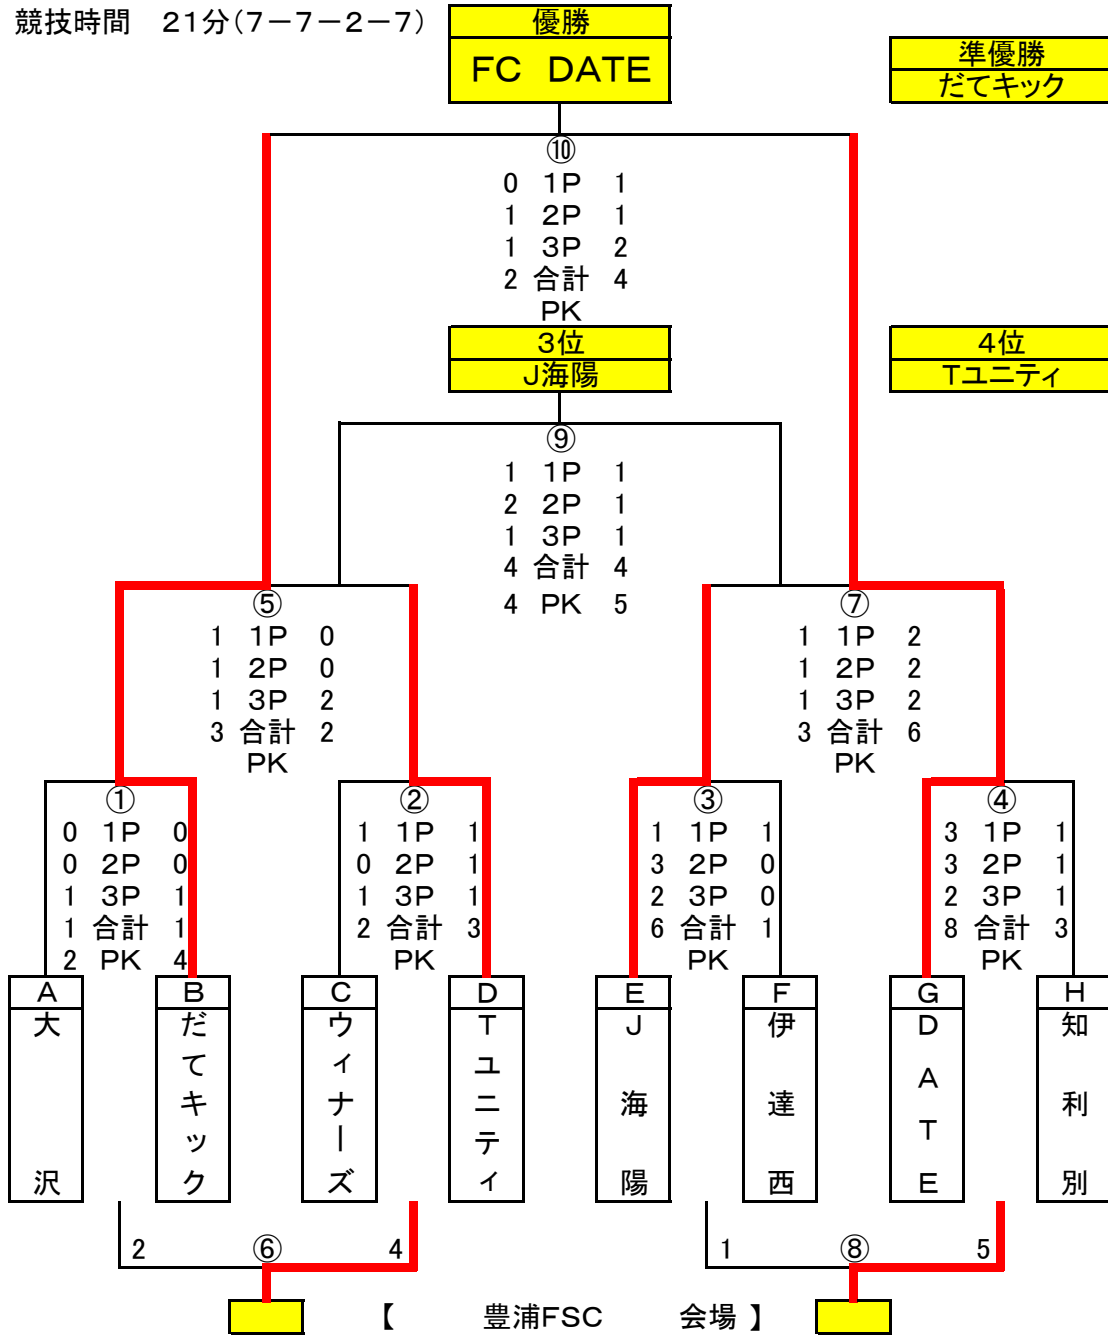 競技時間　２１分(７－７－２－７)
優勝
ＦＣ　ＤＡＴＥ
準優勝
だてキック
⑩
0 １Ｐ 1
1 ２Ｐ 1
1 ３Ｐ 2
2 合計 4
ＰＫ
３位
Ｊ海陽
４位
Ｔユニティ
⑨
1 １Ｐ 1
2 ２Ｐ 1
1 ３Ｐ 1
4 合計 4
4 ＰＫ 5
⑤
1 １Ｐ 0
1 ２Ｐ 0
1 ３Ｐ 2
3 合計 2
ＰＫ
⑦
1 １Ｐ 2
1 ２Ｐ 2
1 ３Ｐ 2
3 合計 6
ＰＫ
①
0 １Ｐ 0
0 ２Ｐ 0
1 ３Ｐ 1
1 合計 1
2 ＰＫ 4
②
1 １Ｐ 1
0 ２Ｐ 1
1 ３Ｐ 1
2 合計 3
ＰＫ
③
1 １Ｐ 1
3 ２Ｐ 0
2 ３Ｐ 0
6 合計 1
ＰＫ
④
3 １Ｐ 1
3 ２Ｐ 1
2 ３Ｐ 1
8 合計 3
ＰＫ
Ａ
大沢
Ｂ
だてキック
Ｃ
ウィナーズ
Ｄ
Ｔユニティ
Ｅ
Ｊ海陽
Ｆ
伊達西
Ｇ
ＤＡＴＥ
Ｈ
知利別
2 ⑥ 4
1 ⑧ 5
【　豊浦FSC　会場 】